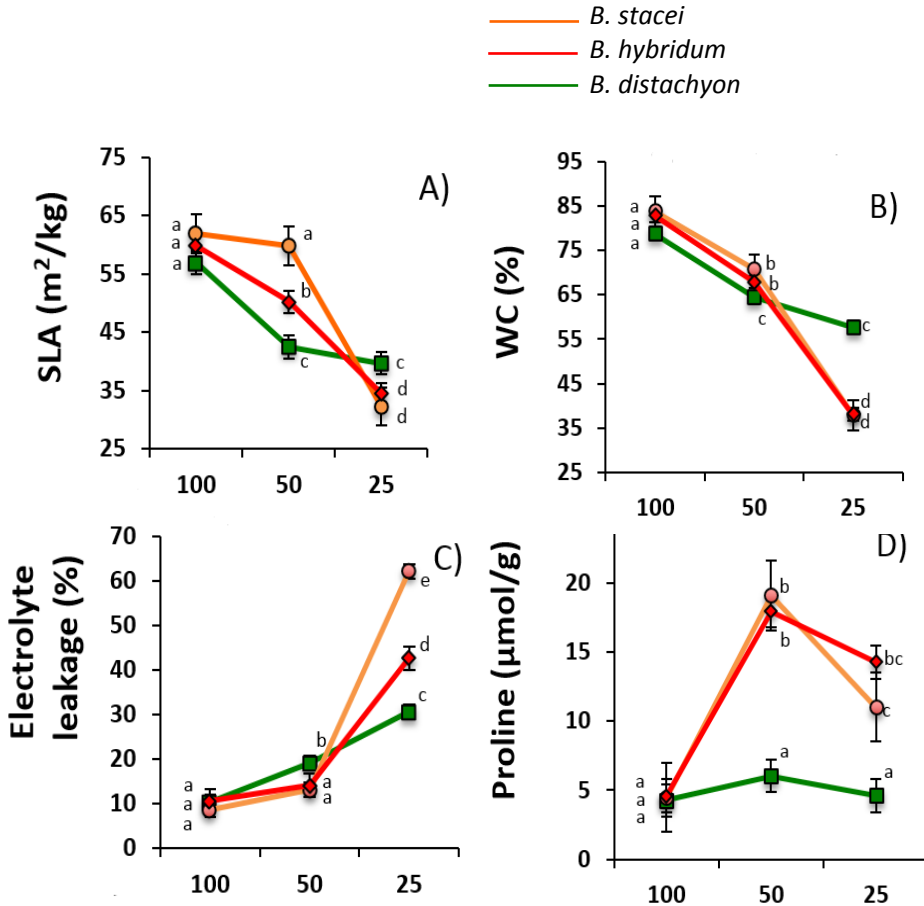 B. stacei
B. hybridum
B. distachyon
A)
SLA (m²/kg)
75
65
55
45
35
25
a
a
a
a
b
c
c
d
d
100 50 25
B)
WC (%)
95
85
75
65
55
45
35
25
a
a
a
b
b
c
c
d
d
100 50 25
C)
Electrolyte
leakage (%)
70
60
50
40
30
20
10
0
a
a
a
b
a
a
e
d
c
100 50 25
D)
Proline (µmol/g)
20
15
10
5
0
a
a
a
b
b
a
bc
c
a
100 50 25